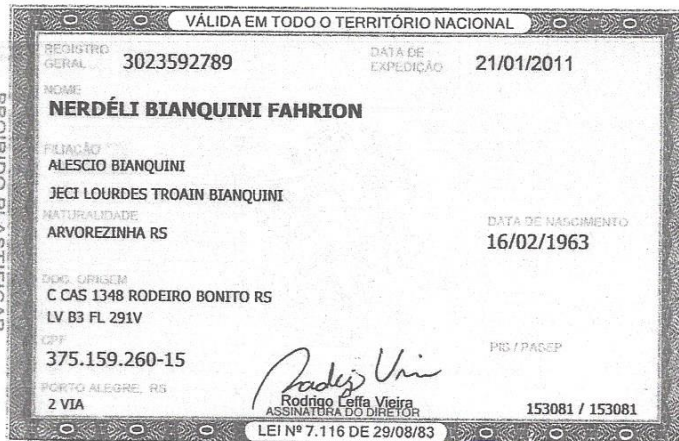 VÁLIDA EM TODO O TERRITÓRIO NACIONAL
REGISTRO GERAL 3023592789 DATA DE EXPEDIÇÃO 21/01/2011
NOME
NERDÉLI BIANQUINI FAHRION
FILIAÇÃO
ALESCIO BIANQUINI
JECI LOURDES TROAIN BIANQUINI
NATURALIDADE
ARVOREZINHA RS
DATA DE NASCIMENTO
16/02/1963
DOC. ORIGEM
C CAS 1348 RODEIRO BONITO RS
LV B3 FL 291V
CPF
375.159.260-15
PIS / PASEP
PORTO ALEGRE, RS
2 VIA
Rodrigo Leffa Vieira
ASSINATURA DO DIRETOR
153081 / 153081
LEI Nº 7.116 DE 29/08/83
PROIBIDO PLASTIFICAR